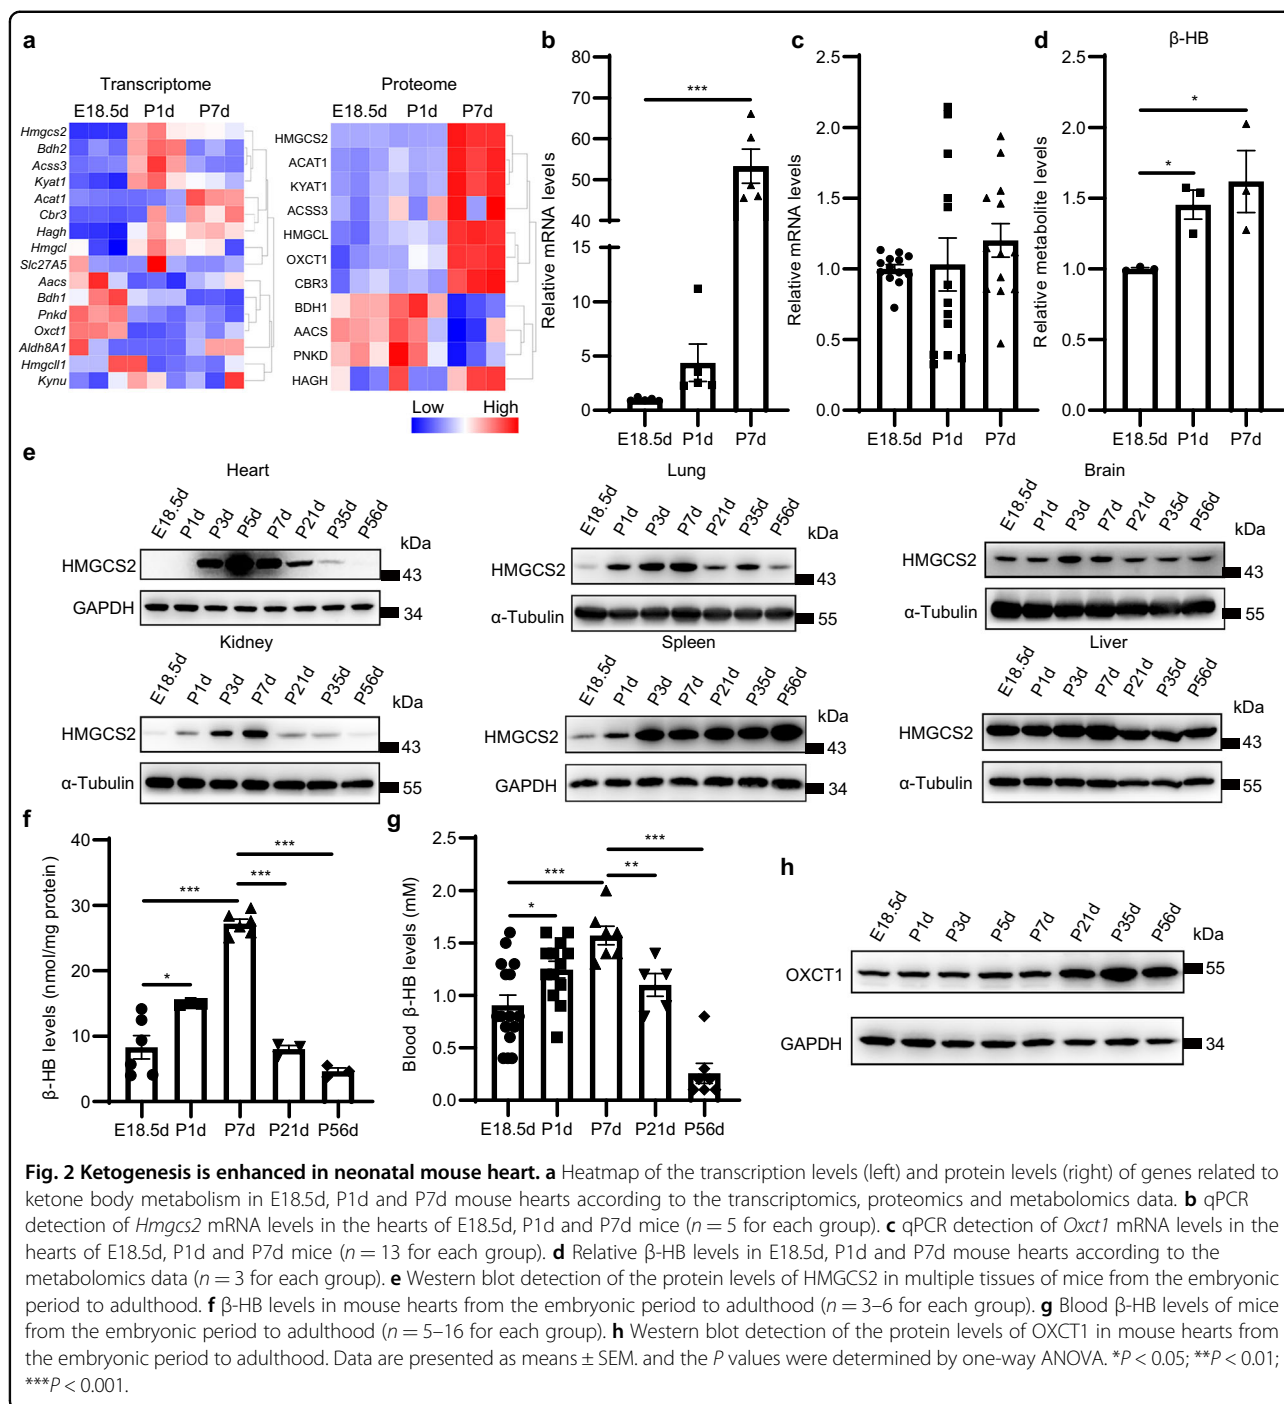 a
Transcriptome
E18.5d P1d P7d
Hmgcs2
Bdh2
Acss3
Kyat1
Acat1
Cbr3
Hagh
Hmgcl
Slc27A5
Aacs
Bdh1
Pnkd
Oxct1
Aldh8A1
Hmgcll1
Kynu
Proteome
E18.5d P1d P7d
HMGCS2
ACAT1
KYAT1
ACSS3
HMGCL
OXCT1
CBR3
BDH1
AACS
PNKD
HAGH
Low High
b
Relative mRNA levels
80
70
60
50
40
15
10
5
0
***
E18.5d P1d P7d
c
Relative mRNA levels
2.5
2.0
1.5
1.0
0.5
0.0
E18.5d P1d P7d
d
β-HB
Relative metabolite levels
2.5
2.0
1.5
1.0
0.5
0.0
*
*
E18.5d P1d P7d
e
Heart
E18.5d P1d P3d P5d P7d P21d P35d P56d
kDa
HMGCS2 43
GAPDH 34
Lung
E18.5d P1d P3d P7d P21d P35d P56d
kDa
HMGCS2 43
α-Tubulin 55
Brain
E18.5d P1d P3d P7d P21d P35d P56d
kDa
HMGCS2 43
α-Tubulin 55
Kidney
E18.5d P1d P3d P7d P21d P35d P56d
kDa
HMGCS2 43
α-Tubulin 55
Spleen
E18.5d P1d P3d P7d P21d P35d P56d
kDa
HMGCS2 43
GAPDH 34
Liver
E18.5d P1d P3d P7d P21d P35d P56d
kDa
HMGCS2 43
α-Tubulin 55
f
β-HB levels (nmol/mg protein)
40
30
20
10
0
***
***
***
*
E18.5d P1d P7d P21d P56d
g
Blood β-HB levels (mM)
2.5
2.0
1.5
1.0
0.5
0.0
***
**
***
*
E18.5d P1d P7d P21d P56d
h
E18.5d P1d P3d P5d P7d P21d P35d P56d
kDa
OXCT1 55
GAPDH 34
Fig. 2 Ketogenesis is enhanced in neonatal mouse heart. a Heatmap of the transcription levels (left) and protein levels (right) of genes related to
ketone body metabolism in E18.5d, P1d and P7d mouse hearts according to the transcriptomics, proteomics and metabolomics data. b qPCR
detection of Hmgcs2 mRNA levels in the hearts of E18.5d, P1d and P7d mice (n = 5 for each group). c qPCR detection of Oxct1 mRNA levels in the
hearts of E18.5d, P1d and P7d mice (n = 13 for each group). d Relative β-HB levels in E18.5d, P1d and P7d mouse hearts according to the
metabolomics data (n = 3 for each group). e Western blot detection of the protein levels of HMGCS2 in multiple tissues of mice from the embryonic
period to adulthood. f β-HB levels in mouse hearts from the embryonic period to adulthood (n = 3–6 for each group). g Blood β-HB levels of mice
from the embryonic period to adulthood (n = 5–16 for each group). h Western blot detection of the protein levels of OXCT1 in mouse hearts from
the embryonic period to adulthood. Data are presented as means ± SEM. and the P values were determined by one-way ANOVA. *P < 0.05; **P < 0.01;
***P < 0.001.